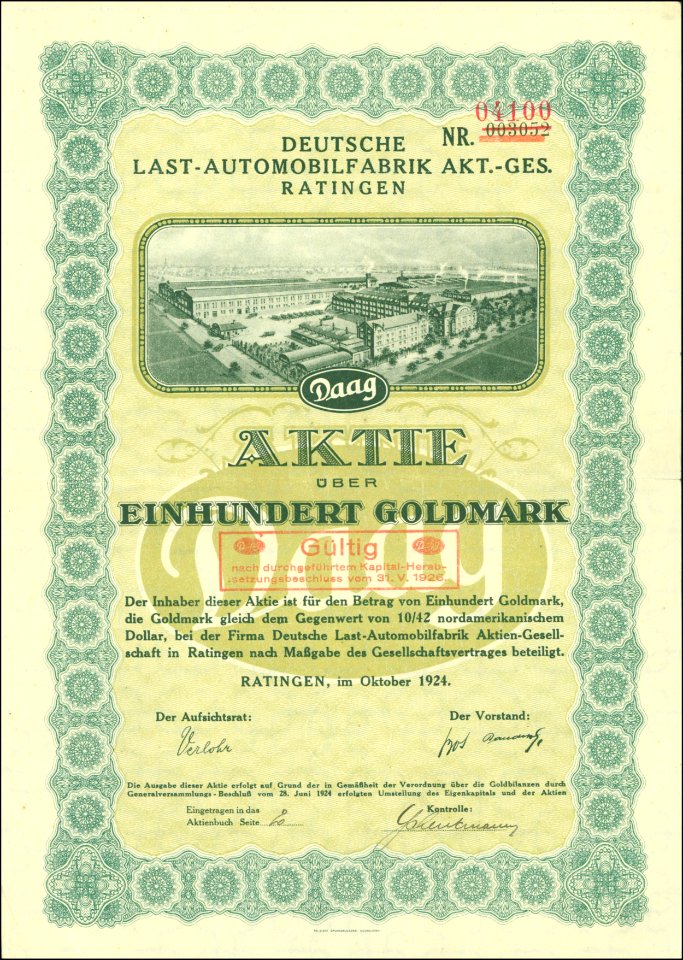 04100
NR. 003052
DEUTSCHE
LAST-AUTOMOBILFABRIK AKT.-GES.
RATINGEN
Daag
AKTIE
ÜBER
EINHUNDERT GOLDMARK
Daag
Gültig
nach durchgeführtem Kapital-Herab-
setzungsbeschluss vom 31. V. 1926.
Der Inhaber dieser Aktie ist für den Betrag von Einhundert Goldmark,
die Goldmark gleich dem Gegenwert von 10/42 nordamerikanischem
Dollar, bei der Firma Deutsche Last-Automobilfabrik Aktien-Gesell-
schaft in Ratingen nach Maßgabe des Gesellschaftsvertrages beteiligt.
RATINGEN, im Oktober 1924.
Der Aufsichtsrat: Der Vorstand:
Die Ausgabe dieser Aktie erfolgt auf Grund der in Gemäßheit der Verordnung über die Goldbilanzen durch
Generalversammlungs-Beschluß vom 28. Juni 1924 erfolgten Umstellung des Eigenkapitals und der Aktien
Eingetragen in das Kontrolle:
Aktienbuch Seite 20